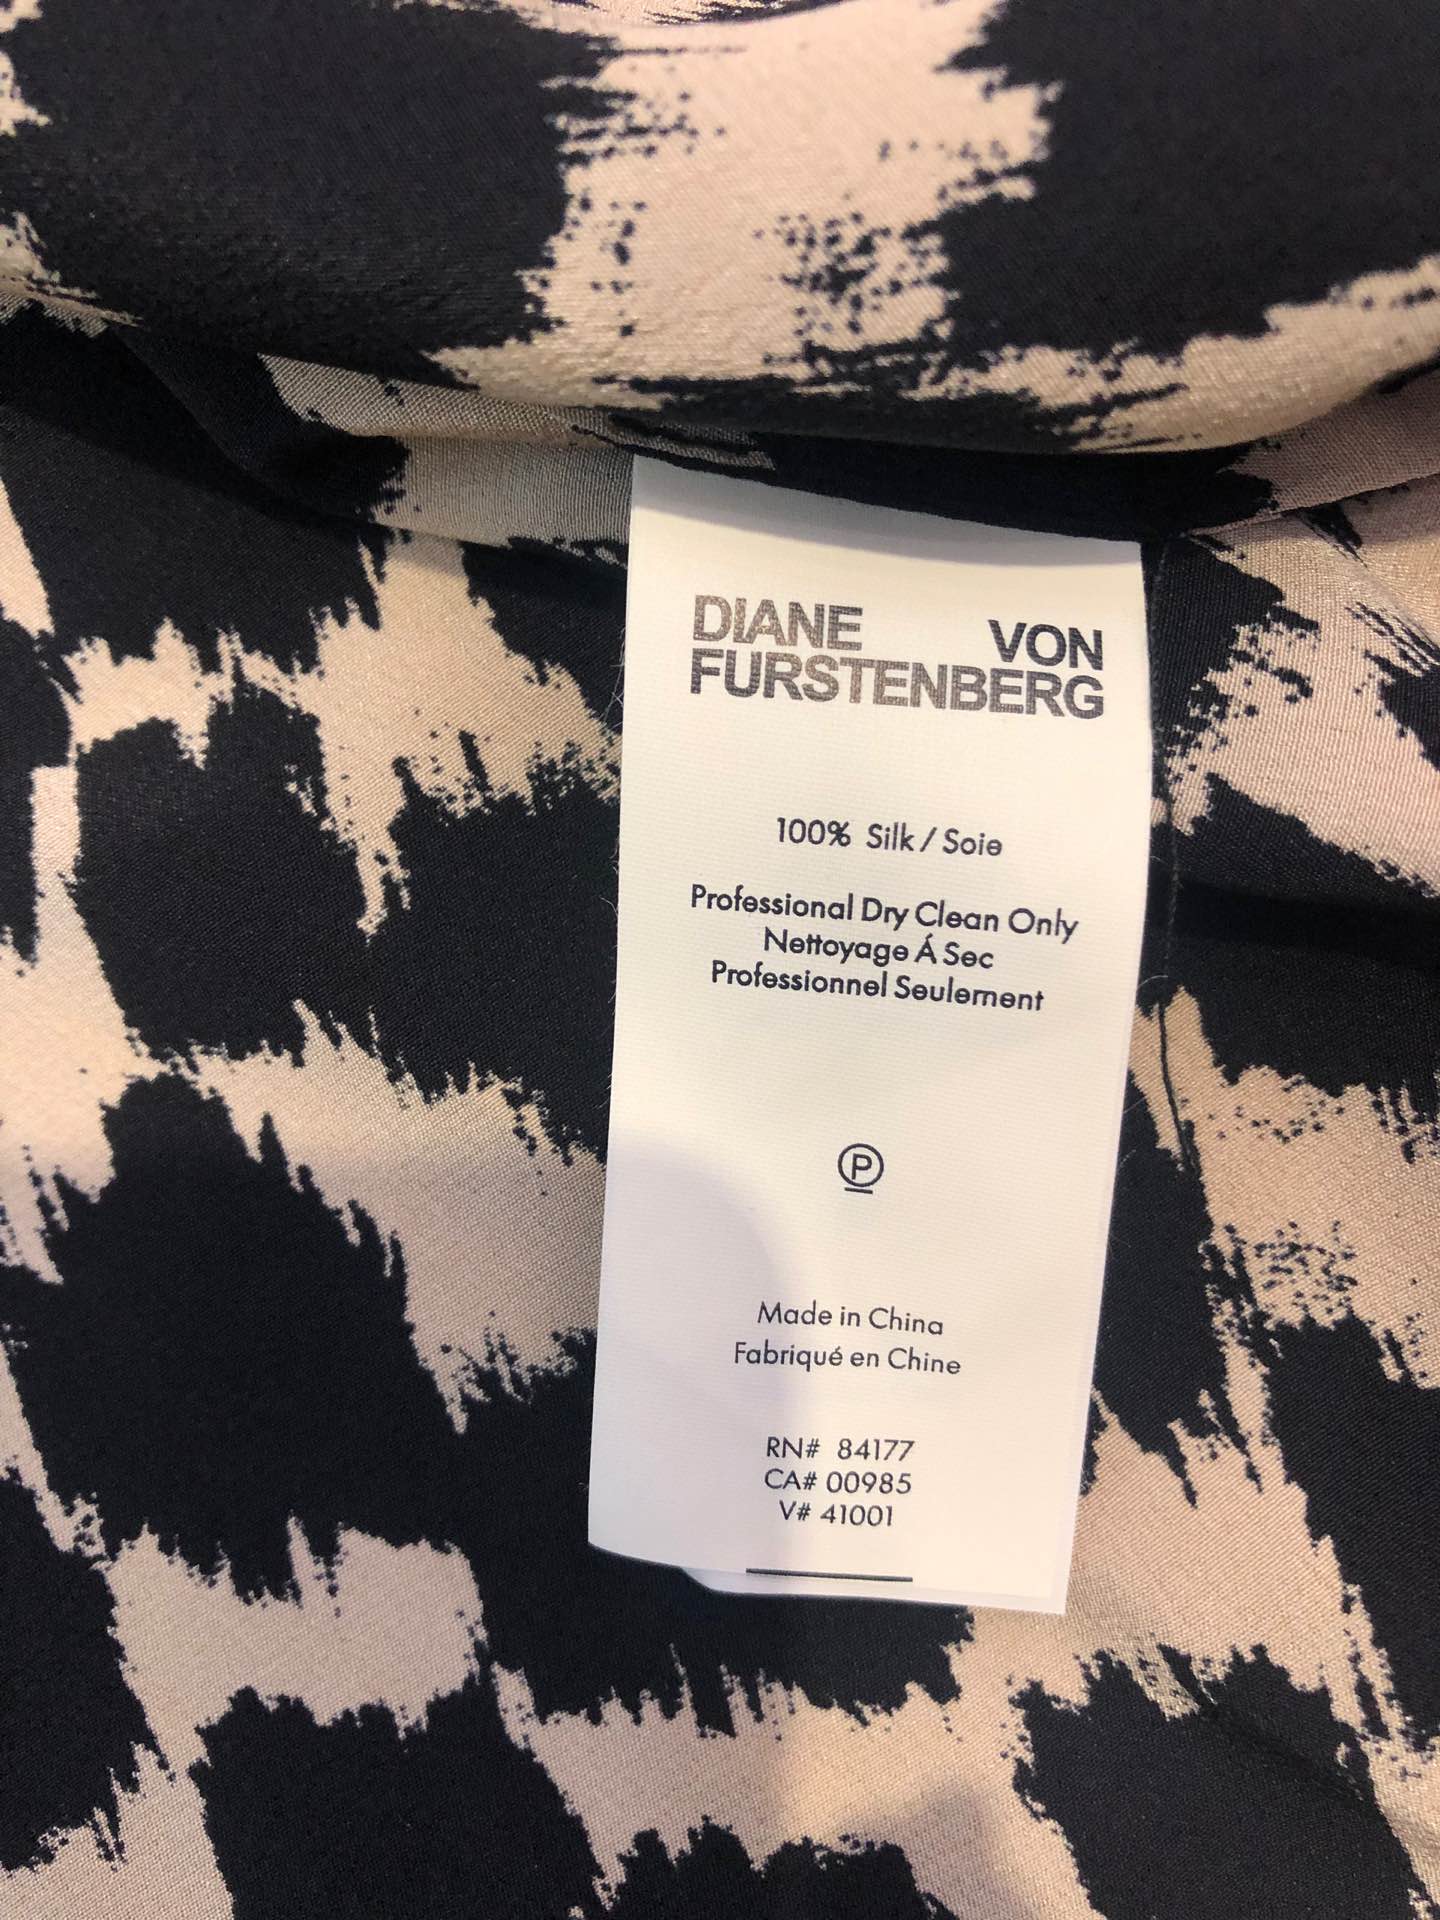 DIANE VON
FURSTENBERG
100% Silk / Soie
Professional Dry Clean Only
Nettoyage Á Sec
Professionnel Seulement
P
Made in China
Fabriqué en Chine
RN# 84177
CA# 00985
V# 41001